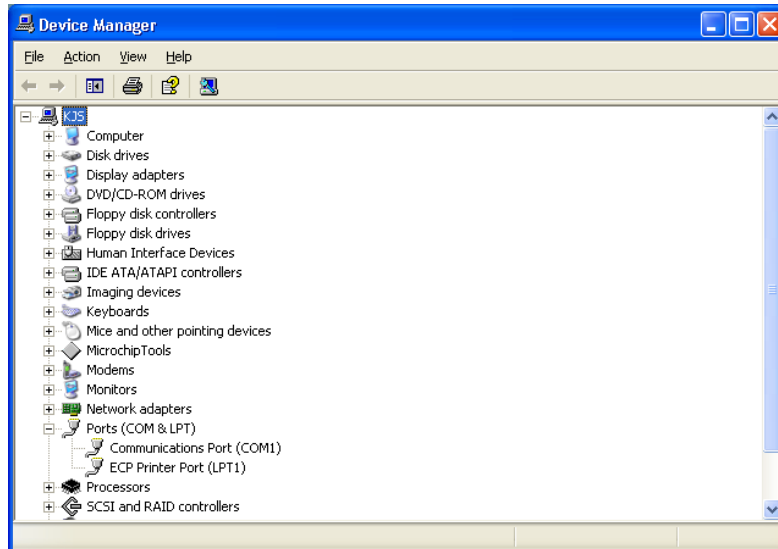 Device Manager
File Action View Help
KJS
Computer
Disk drives
Display adapters
DVD/CD-ROM drives
Floppy disk controllers
Floppy disk drives
Human Interface Devices
IDE ATA/ATAPI controllers
Imaging devices
Keyboards
Mice and other pointing devices
MicrochipTools
Modems
Monitors
Network adapters
Ports (COM & LPT)
Communications Port (COM1)
ECP Printer Port (LPT1)
Processors
SCSI and RAID controllers